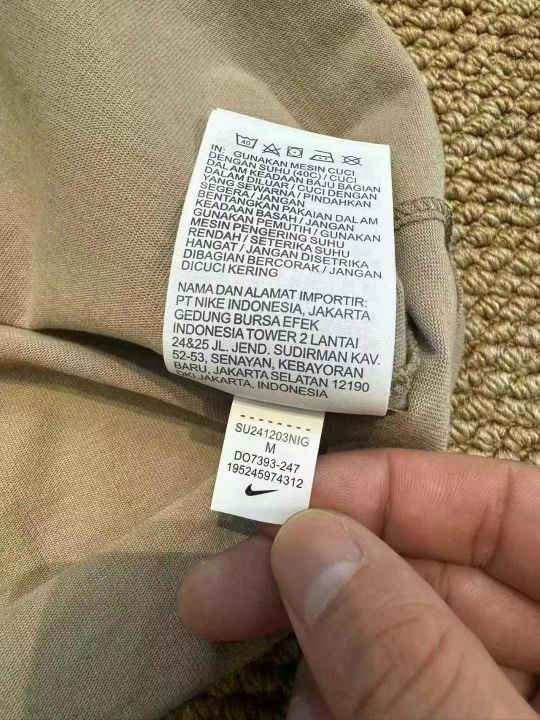 40
IN: GUNAKAN MESIN CUCI
DENGAN SUHU (40C) / CUCI
DALAM KEADAAN BAJU BAGIAN
DALAM DILUAR / CUCI DENGAN
YANG SEWARNA / PINDAHKAN
SEGERA / JANGAN
BENTANGKAN PAKAIAN DALAM
KEADAAN BASAH / JANGAN
GUNAKAN PEMUTIH / GUNAKAN
MESIN PENGERING SUHU
RENDAH / SETERIKA SUHU
HANGAT / JANGAN DISETRIKA
DIBAGIAN BERCORAK / JANGAN
DICUCI KERING
NAMA DAN ALAMAT IMPORTIR:
PT NIKE INDONESIA, JAKARTA
GEDUNG BURSA EFEK
INDONESIA TOWER 2 LANTAI
24&25 JL. JEND. SUDIRMAN KAV.
52-53, SENAYAN, KEBAYORAN
BARU, JAKARTA SELATAN 12190
DKI JAKARTA, INDONESIA
SU241203NIG
M
DO7393-247
195245974312